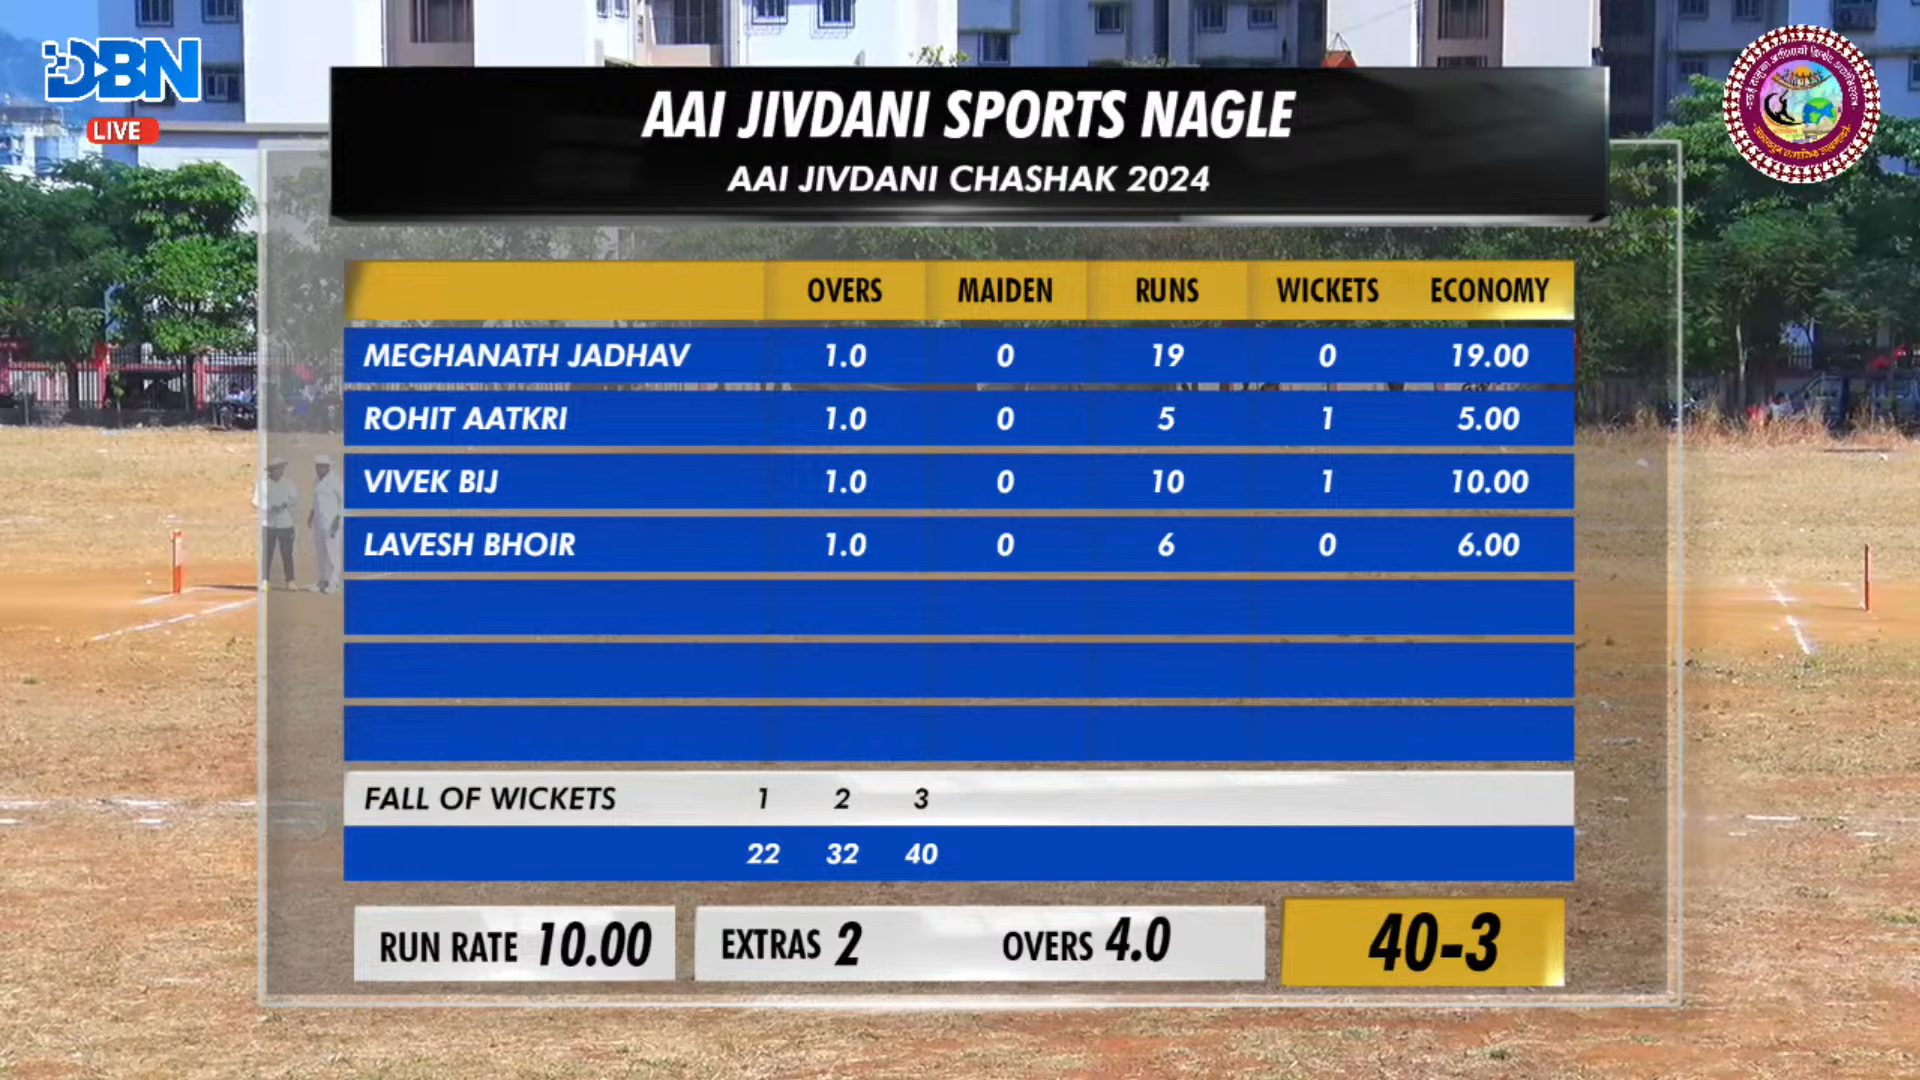 DBN
LIVE
AAI JIVDANI SPORTS NAGLE
AAI JIVDANI CHASHAK 2024
OVERS MAIDEN RUNS WICKETS ECONOMY
MEGHANATH JADHAV 1.0 0 19 0 19.00
ROHIT AATKRI 1.0 0 5 1 5.00
VIVEK BIJ 1.0 0 10 1 10.00
LAVESH BHOIR 1.0 0 6 0 6.00
FALL OF WICKETS 1 2 3
22 32 40
RUN RATE 10.00 EXTRAS 2 OVERS 4.0 40-3